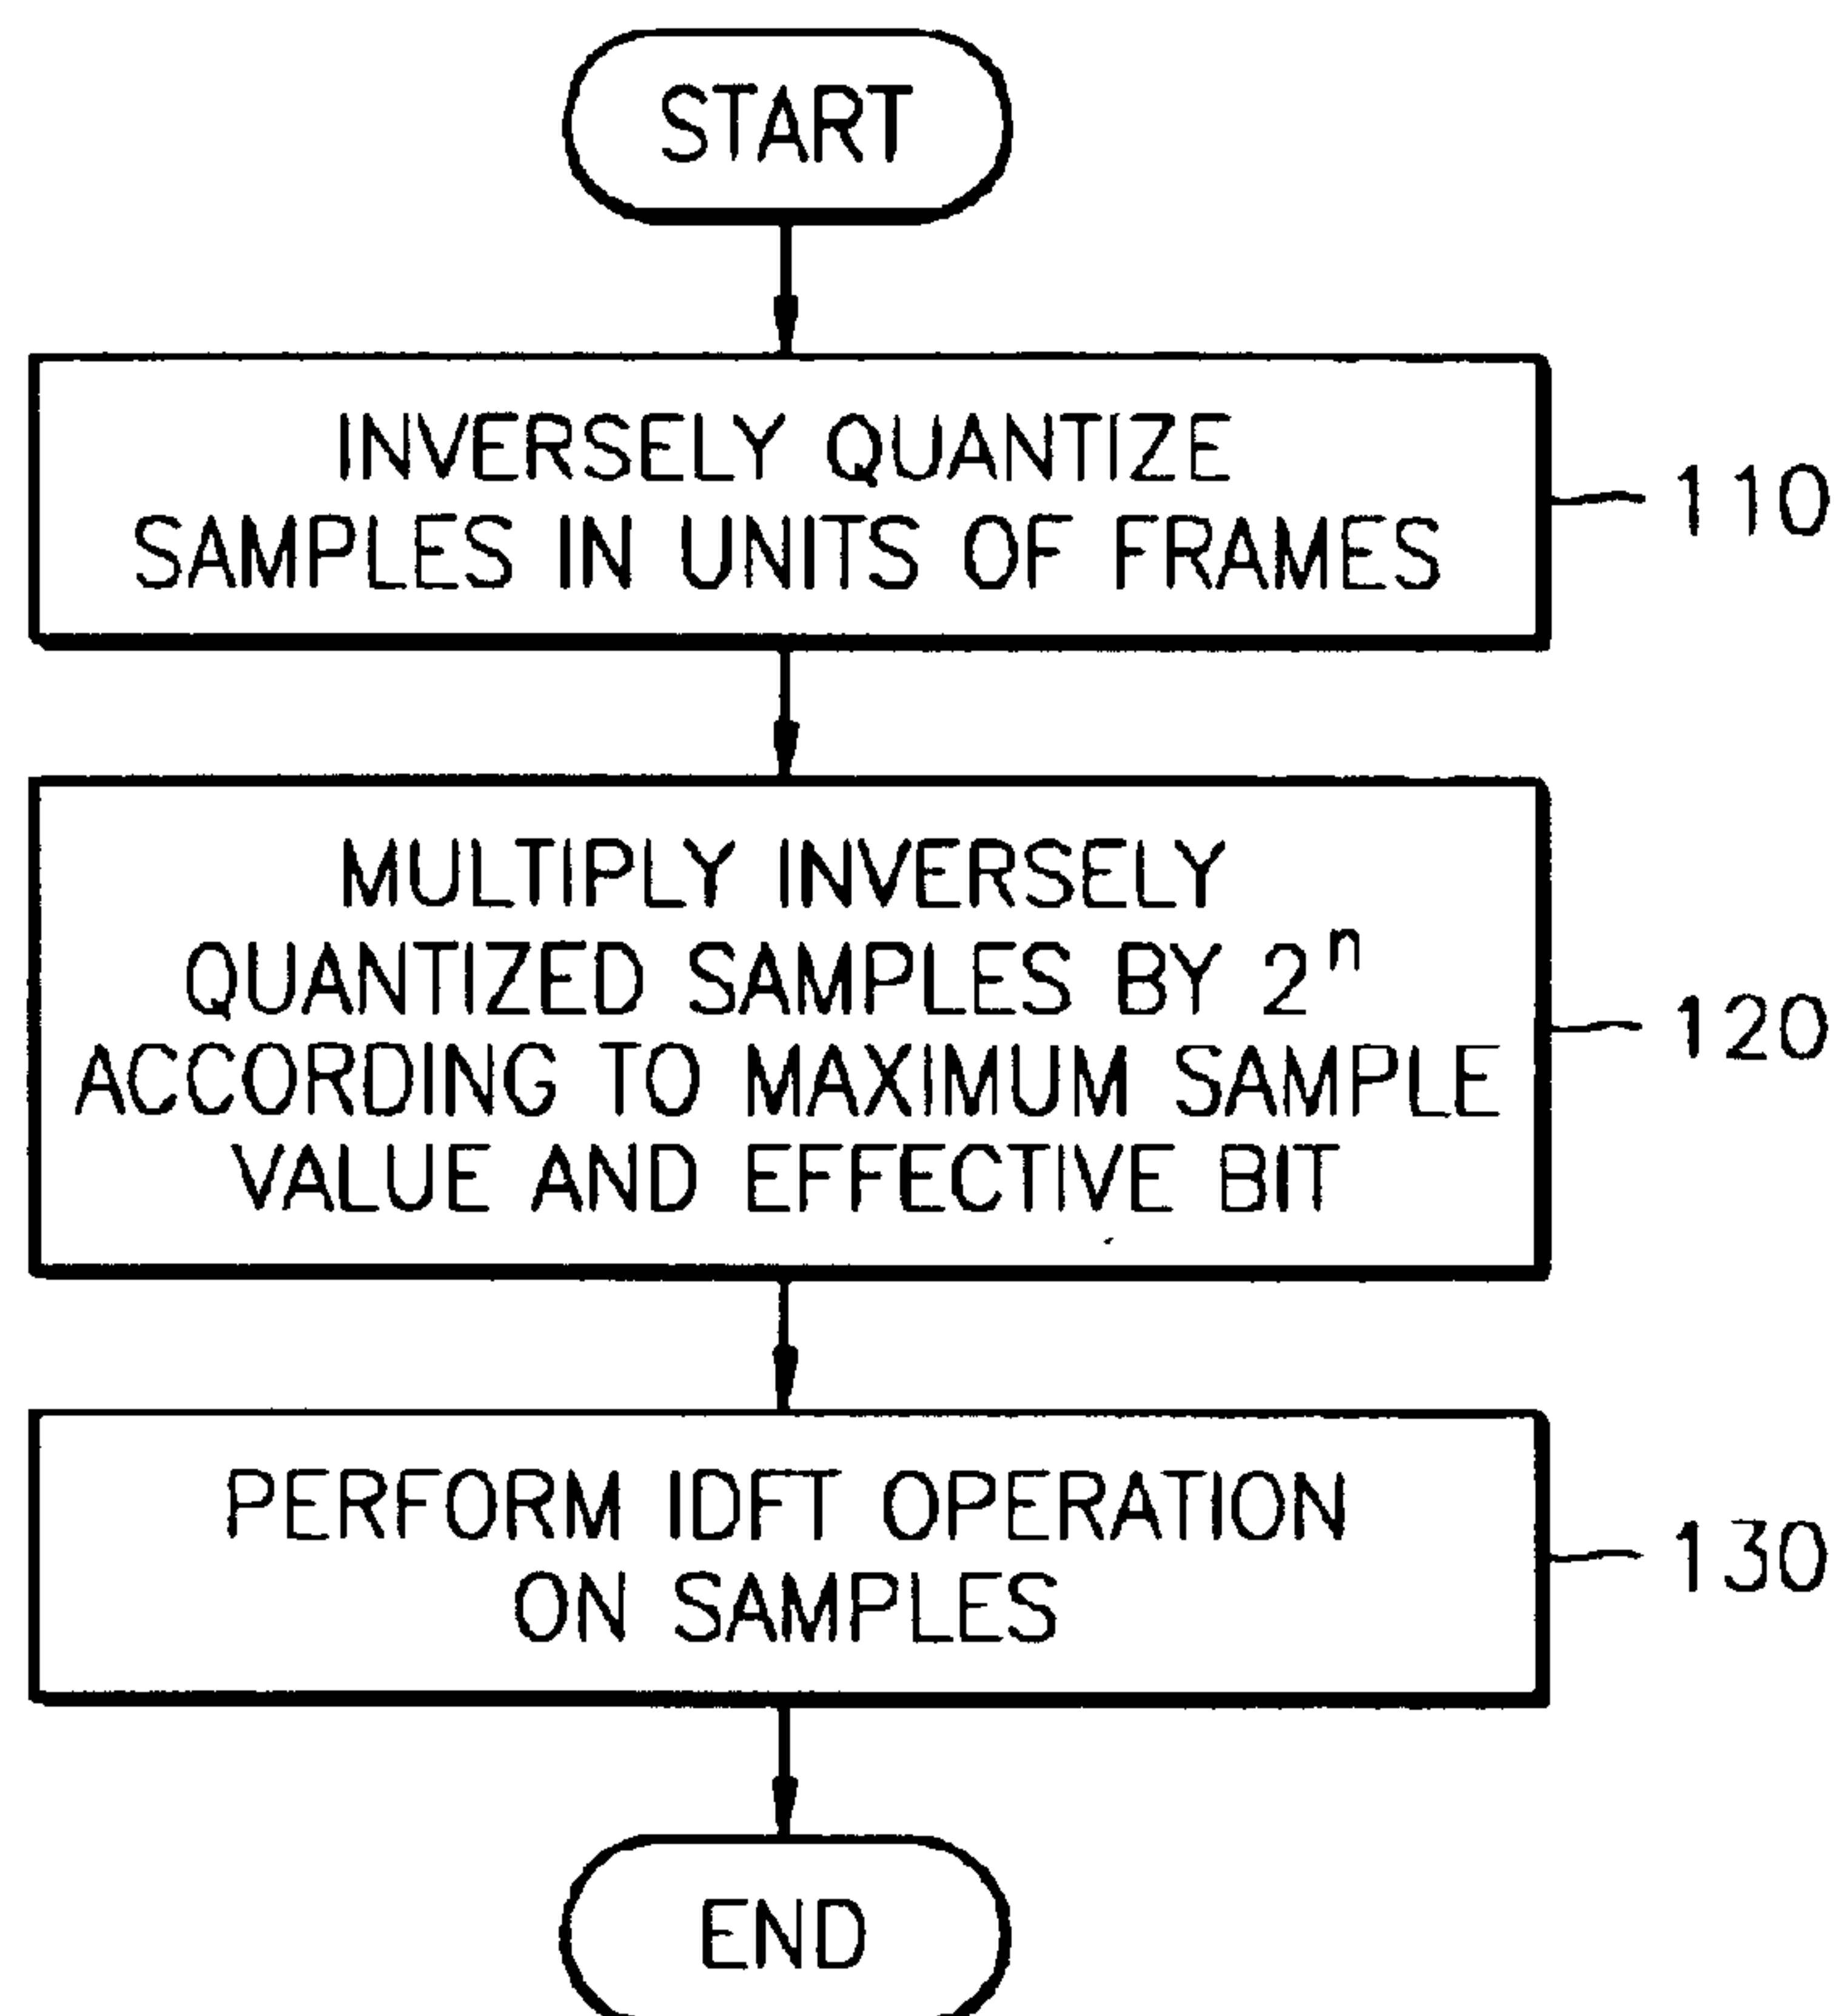 START
INVERSELY QUANTIZE
SAMPLES IN UNITS OF FRAMES
110
MULTIPLY INVERSELY
QUANTIZED SAMPLES BY 2ⁿ
ACCORDING TO MAXIMUM SAMPLE
VALUE AND EFFECTIVE BIT
120
PERFORM IDFT OPERATION
ON SAMPLES
130
END